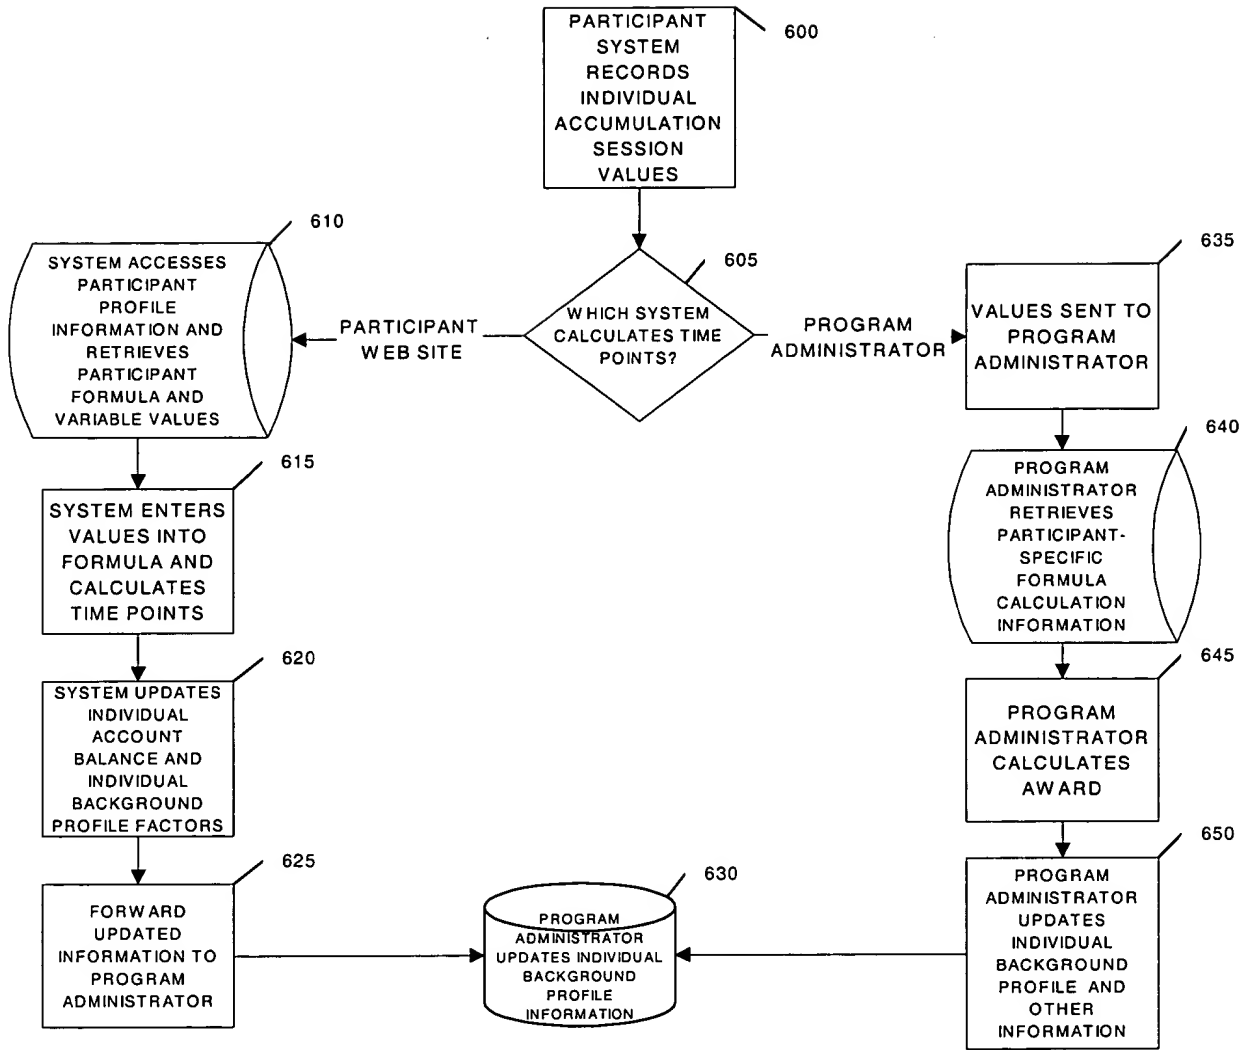 PARTICIPANT
SYSTEM
RECORDS
INDIVIDUAL
ACCUMULATION
SESSION
VALUES
600
605
WHICH SYSTEM
CALCULATES TIME
POINTS?
PARTICIPANT
WEB SITE
PROGRAM
ADMINISTRATOR
610
SYSTEM ACCESSES
PARTICIPANT
PROFILE
INFORMATION AND
RETRIEVES
PARTICIPANT
FORMULA AND
VARIABLE VALUES
615
SYSTEM ENTERS
VALUES INTO
FORMULA AND
CALCULATES
TIME POINTS
620
SYSTEM UPDATES
INDIVIDUAL
ACCOUNT
BALANCE AND
INDIVIDUAL
BACKGROUND
PROFILE FACTORS
625
FORWARD
UPDATED
INFORMATION TO
PROGRAM
ADMINISTRATOR
630
PROGRAM
ADMINISTRATOR
UPDATES INDIVIDUAL
BACKGROUND
PROFILE
INFORMATION
635
VALUES SENT TO
PROGRAM
ADMINISTRATOR
640
PROGRAM
ADMINISTRATOR
RETRIEVES
PARTICIPANT-
SPECIFIC
FORMULA
CALCULATION
INFORMATION
645
PROGRAM
ADMINISTRATOR
CALCULATES
AWARD
650
PROGRAM
ADMINISTRATOR
UPDATES
INDIVIDUAL
BACKGROUND
PROFILE AND
OTHER
INFORMATION